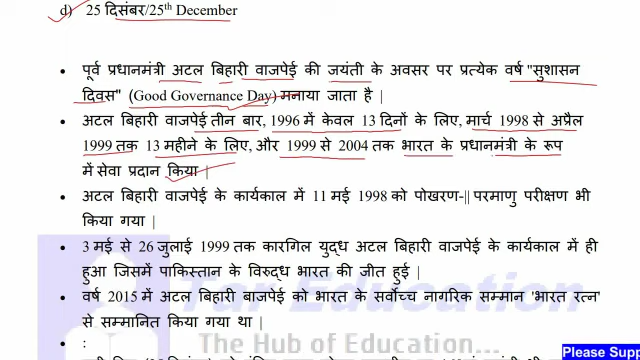 d) 25 दिसंबर/25th December
• पूर्व प्रधानमंत्री अटल बिहारी वाजपेई की जयंती के अवसर पर प्रत्येक वर्ष "सुशासन
दिवस" (Good Governance Day) मनाया जाता है |
• अटल बिहारी वाजपेई तीन बार, 1996 में केवल 13 दिनों के लिए, मार्च 1998 से अप्रैल
1999 तक 13 महीने के लिए, और 1999 से 2004 तक भारत के प्रधानमंत्री के रूप
में सेवा प्रदान किया |
• अटल बिहारी वाजपेई के कार्यकाल में 11 मई 1998 को पोखरण-|| परमाणु परीक्षण भी
किया गया |
• 3 मई से 26 जुलाई 1999 तक कारगिल युद्ध अटल बिहारी वाजपेई के कार्यकाल में ही
हुआ जिसमें पाकिस्तान के विरुद्ध भारत की जीत हुई |
• वर्ष 2015 में अटल बिहारी बाजपेई को भारत के सर्वोच्च नागरिक सम्मान 'भारत रत्न'
से सम्मानित किया गया था |
• :
Tar Education
The Hub of Education...
Please Supp